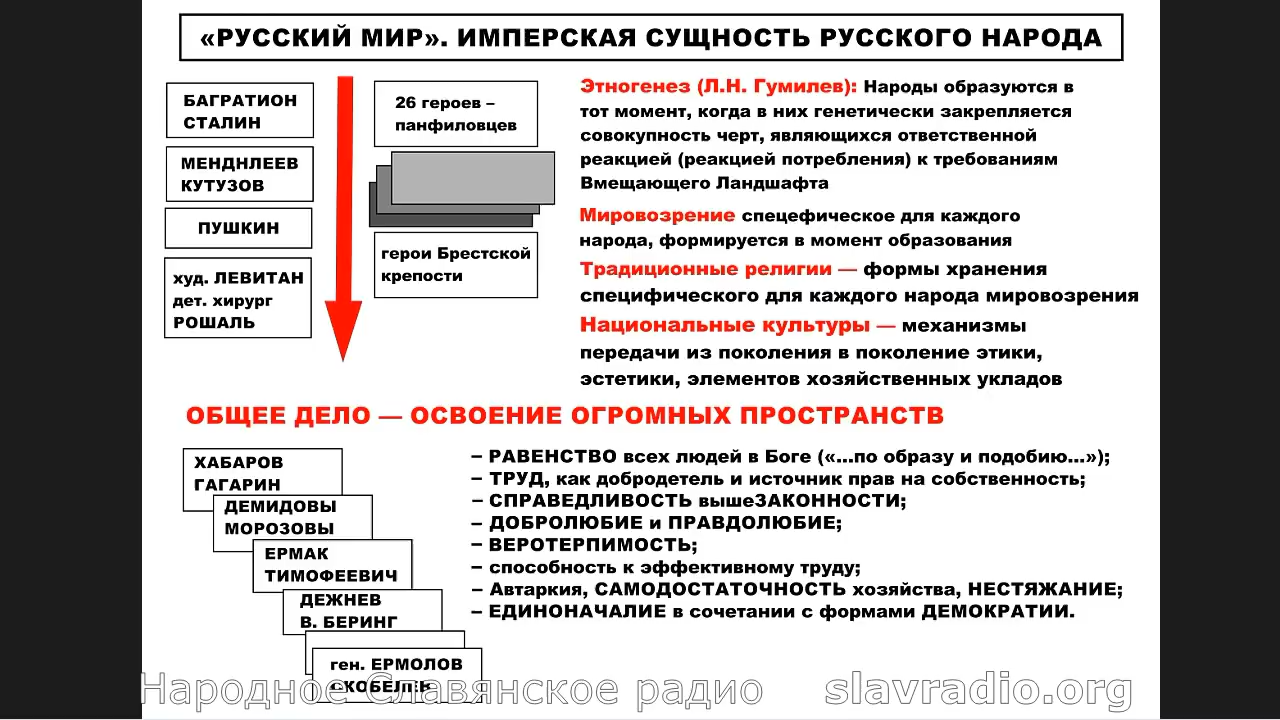 «РУССКИЙ МИР». ИМПЕРСКАЯ СУЩНОСТЬ РУССКОГО НАРОДА
БАГРАТИОН
СТАЛИН
МЕНДНЛЕЕВ
КУТУЗОВ
ПУШКИН
худ. ЛЕВИТАН
дет. хирург
РОШАЛЬ
26 героев –
панфиловцев
герои Брестской
крепости
Этногенез (Л.Н. Гумилев): Народы образуются в
тот момент, когда в них генетически закрепляется
совокупность черт, являющихся ответственной
реакцией (реакцией потребления) к требованиям
Вмещающего Ландшафта
Мировозрение спецефическое для каждого
народа, формируется в момент образования
Традиционные религии — формы хранения
специфического для каждого народа мировозрения
Национальные культуры — механизмы
передачи из поколения в поколение этики,
эстетики, элементов хозяйственных укладов
ОБЩЕЕ ДЕЛО — ОСВОЕНИЕ ОГРОМНЫХ ПРОСТРАНСТВ
ХАБАРОВ
ГАГАРИН
ДЕМИДОВЫ
МОРОЗОВЫ
ЕРМАК
ТИМОФЕЕВИЧ
ДЕЖНЕВ
В. БЕРИНГ
ген. ЕРМОЛОВ
СКОБЕЛЕВ
– РАВЕНСТВО всех людей в Боге («...по образу и подобию...»);
– ТРУД, как добродетель и источник прав на собственность;
– СПРАВЕДЛИВОСТЬ вышеЗАКОННОСТИ;
– ДОБРОЛЮБИЕ и ПРАВДОЛЮБИЕ;
– ВЕРОТЕРПИМОСТЬ;
– способность к эффективному труду;
– Автаркия, САМОДОСТАТОЧНОСТЬ хозяйства, НЕСТЯЖАНИЕ;
– ЕДИНОНАЧАЛИЕ в сочетании с формами ДЕМОКРАТИИ.
Народное Славянское радио slavradio.org